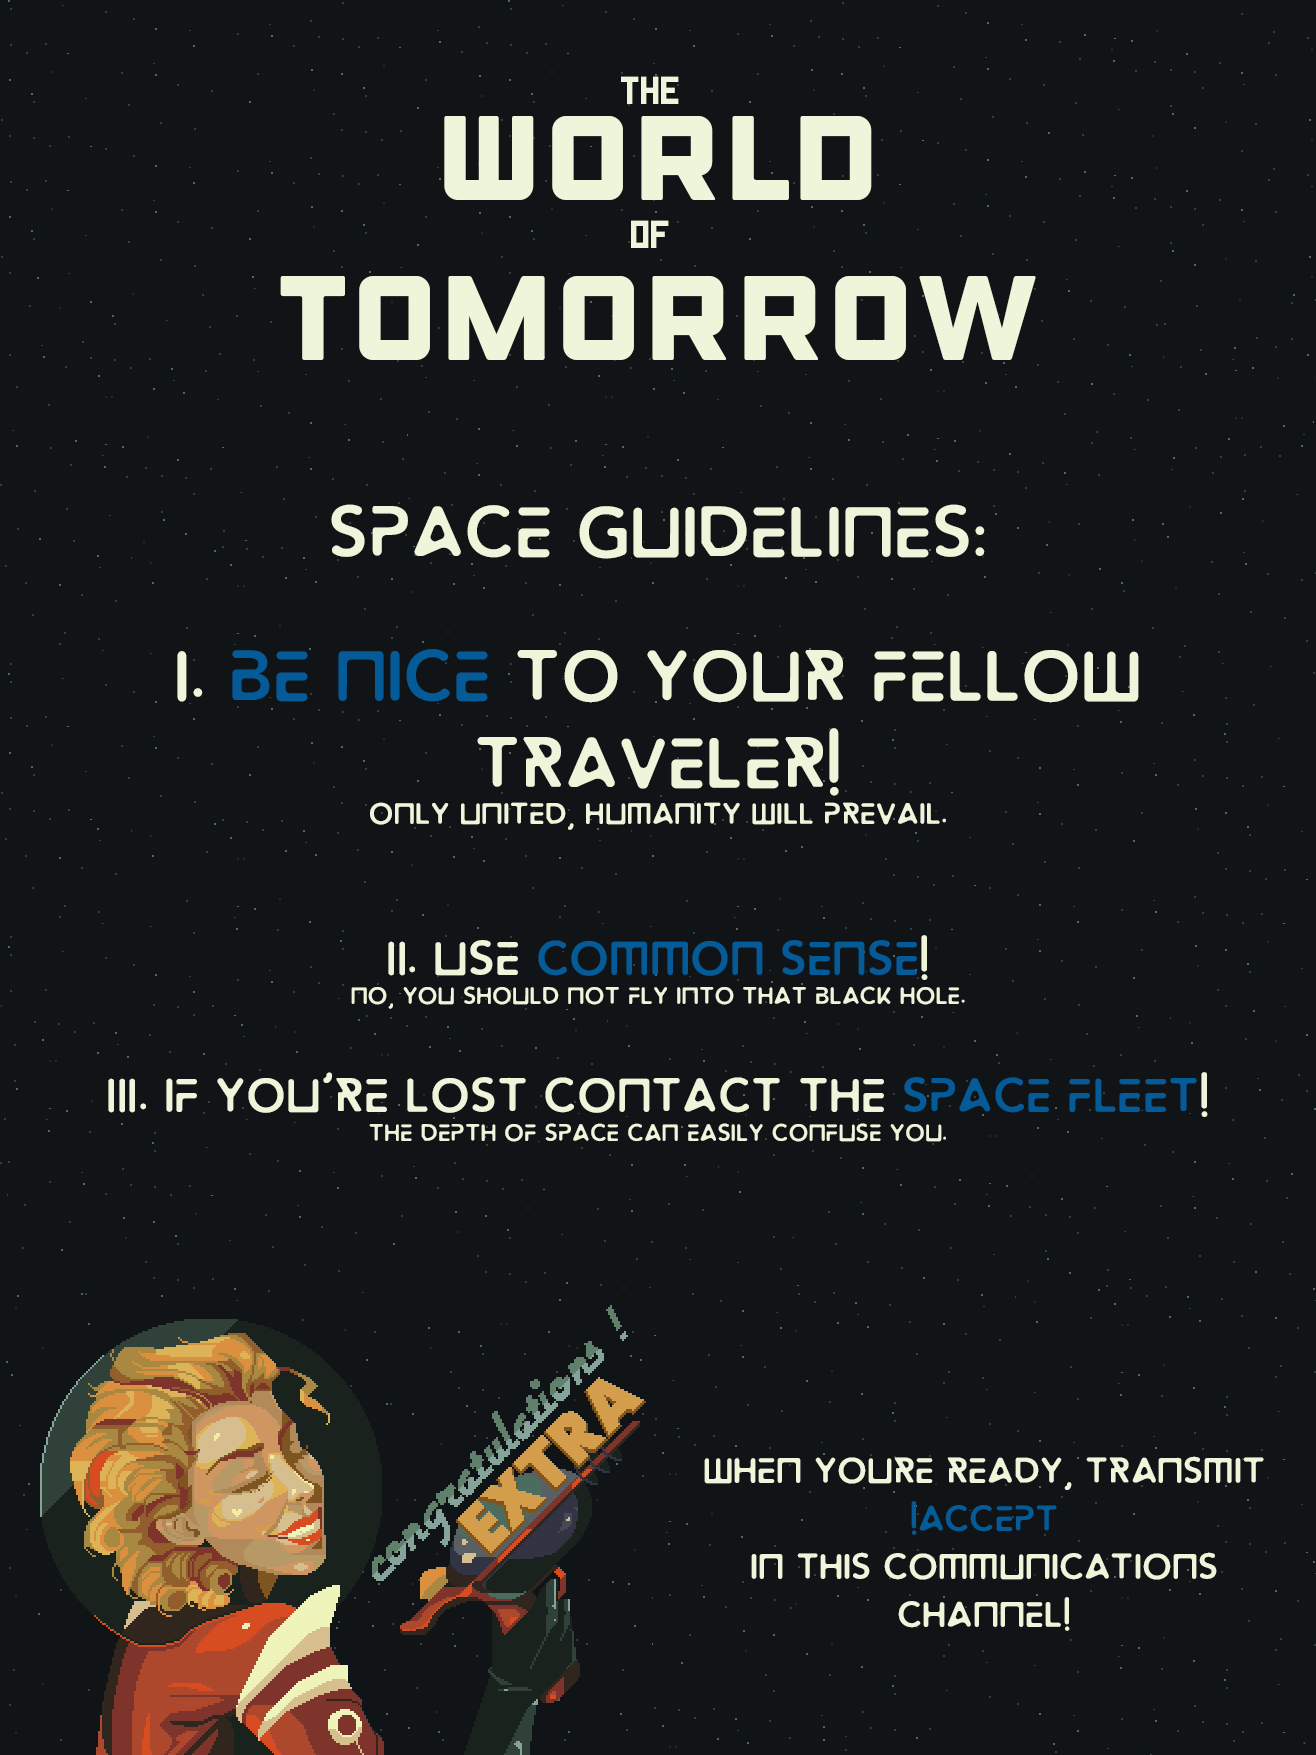 THE
WORLD
OF
TOMORROW
SPACE GUIDELINES:
I. BE NICE TO YOUR FELLOW
TRAVELER!
ONLY UNITED, HUMANITY WILL PREVAIL.
II. USE COMMON SENSE!
NO, YOU SHOULD NOT FLY INTO THAT BLACK HOLE.
III. IF YOU'RE LOST CONTACT THE SPACE FLEET!
THE DEPTH OF SPACE CAN EASILY CONFUSE YOU.
congratulations !
EXTRA
WHEN YOURE READY, TRANSMIT
!ACCEPT
IN THIS COMMUNICATIONS
CHANNEL!